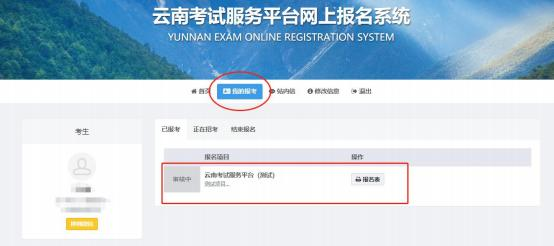 云南考试服务平台网上报名系统
YUNNAN EXAM ONLINE REGISTRATION SYSTEM
首页 我的报考 站内信 修改信息 退出
考生
已报考 正在招考 结束报名
报名项目 操作
审核中 云南考试服务平台（测试） 报名表
测试项目...